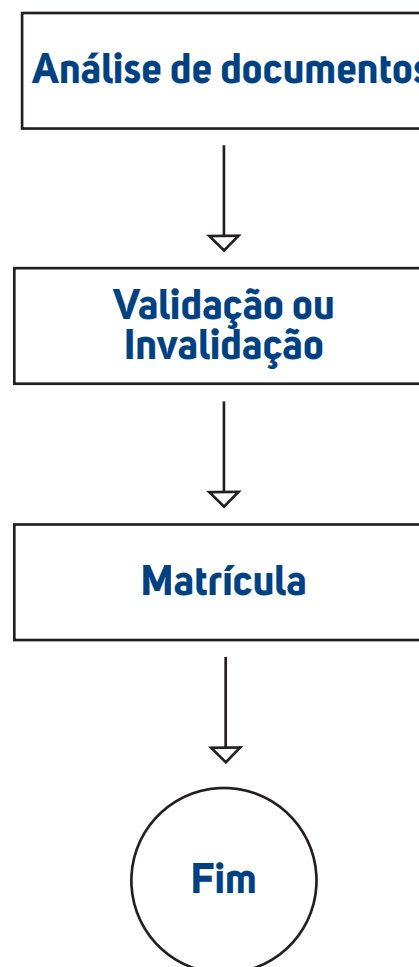 Análise de documentos
Validação ou
Invalidação
Matrícula
Fim